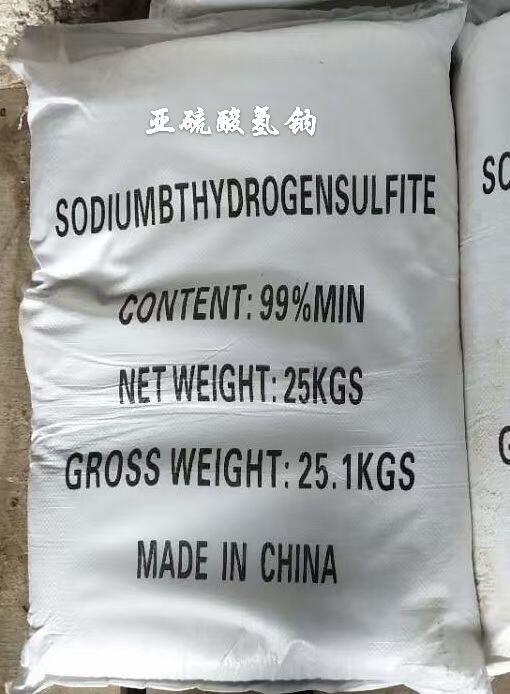 亚硫酸氢钠
SODIUMBTHYDROGENSULFITE
CONTENT: 99%MIN
NET WEIGHT: 25KGS
GROSS WEIGHT: 25.1KGS
MADE IN CHINA
SO
G